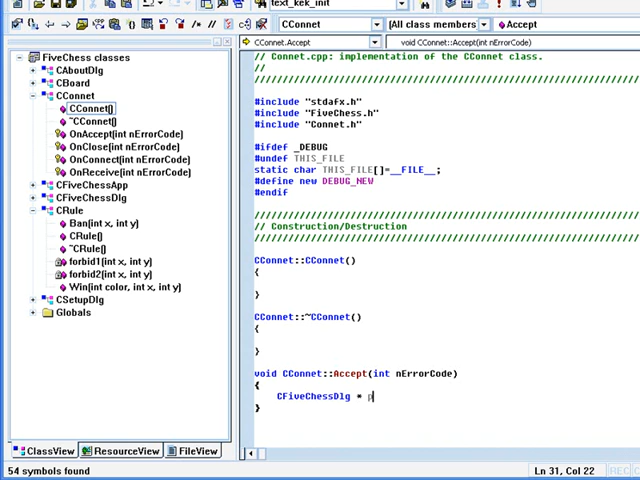 text_kek_init
CConnet
[All class members
Accept
CConnet.Accept
void CConnet::Accept(int nErrorCode)
FiveChess classes
CAboutDlg
CBoard
CConnet
CConnet()
~CConnet()
OnAccept(int nErrorCode)
OnClose(int nErrorCode)
OnConnect(int nErrorCode)
OnReceive(int nErrorCode)
CFiveChessApp
CFiveChessDlg
CRule
Ban(int x, int y)
CRule()
~CRule()
forbid1(int x, int y)
forbid2(int x, int y)
Win(int color, int x, int y)
CSetupDlg
Globals
// Connet.cpp: implementation of the CConnet class.
//
//////////////////////////////////////////////////////////////////////
#include "stdafx.h"
#include "FiveChess.h"
#include "Connet.h"
#ifdef _DEBUG
#undef THIS_FILE
static char THIS_FILE[]=__FILE__;
#define new DEBUG_NEW
#endif
//////////////////////////////////////////////////////////////////////
// Construction/Destruction
//////////////////////////////////////////////////////////////////////
CConnet::CConnet()
{
}
CConnet::~CConnet()
{
}
void CConnet::Accept(int nErrorCode)
{
CFiveChessDlg * p
}
ClassView
ResourceView
FileView
54 symbols found
Ln 31, Col 22
REC